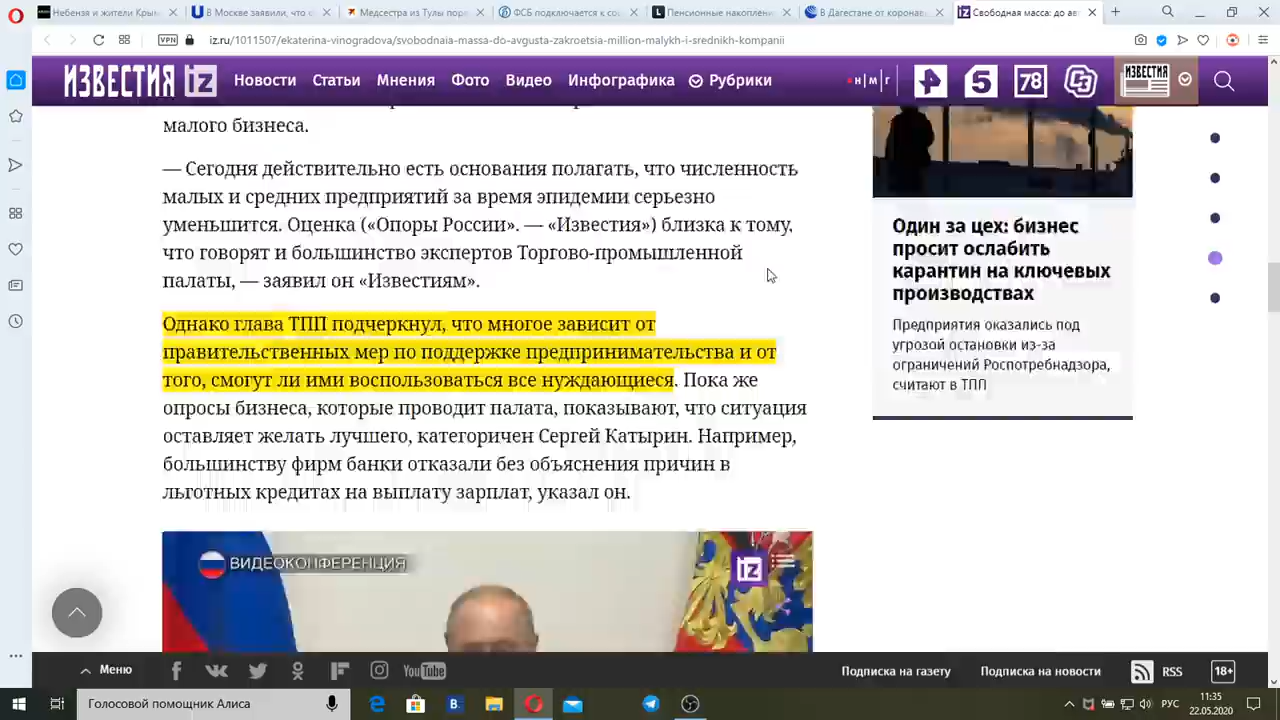 Небензя и жители Крым
В Москве заявили, что
Медсестра из Тулы
ФСБ подключается к
Пенсионные накоплен
В Дагестане от коронав
Свободная масса: до ав
VPN
iz.ru/1011507/ekaterina-vinogradova/svobodnaia-massa-do-avgusta-zakroetsia-million-malykh-i-srednikh-kompanii
ИЗВЕСТИЯ iz
Новости Статьи Мнения Фото Видео Инфографика Рубрики
н|м|г
5
78
ИЗВЕСТИЯ
малого бизнеса.
— Сегодня действительно есть основания полагать, что численность
малых и средних предприятий за время эпидемии серьезно
уменьшится. Оценка («Опоры России». — «Известия») близка к тому,
что говорят и большинство экспертов Торгово-промышленной
палаты, — заявил он «Известиям».
Однако глава ТПП подчеркнул, что многое зависит от
правительственных мер по поддержке предпринимательства и от
того, смогут ли ими воспользоваться все нуждающиеся. Пока же
опросы бизнеса, которые проводит палата, показывают, что ситуация
оставляет желать лучшего, категоричен Сергей Катырин. Например,
большинству фирм банки отказали без объяснения причин в
льготных кредитах на выплату зарплат, указал он.
Один за цех: бизнес
просит ослабить
карантин на ключевых
производствах
Предприятия оказались под
угрозой остановки из-за
ограничений Роспотребнадзора,
считают в ТПП
ВИДЕОКОНФЕРЕНЦИЯ
iz
Меню
YouTube
Подписка на газету
Подписка на новости
RSS
18+
Голосовой помощник Алиса
РУС
11:35
22.05.2020